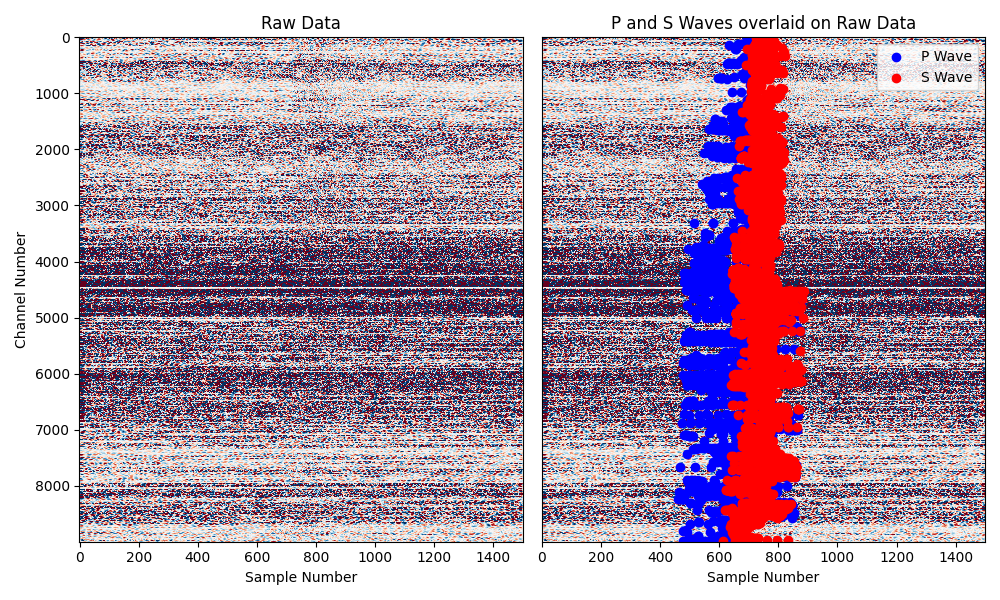 Raw Data
P and S Waves overlaid on Raw Data
Channel Number
0
1000
2000
3000
4000
5000
6000
7000
8000
0 200 400 600 800 1000 1200 1400
Sample Number
P Wave
S Wave
0 200 400 600 800 1000 1200 1400
Sample Number